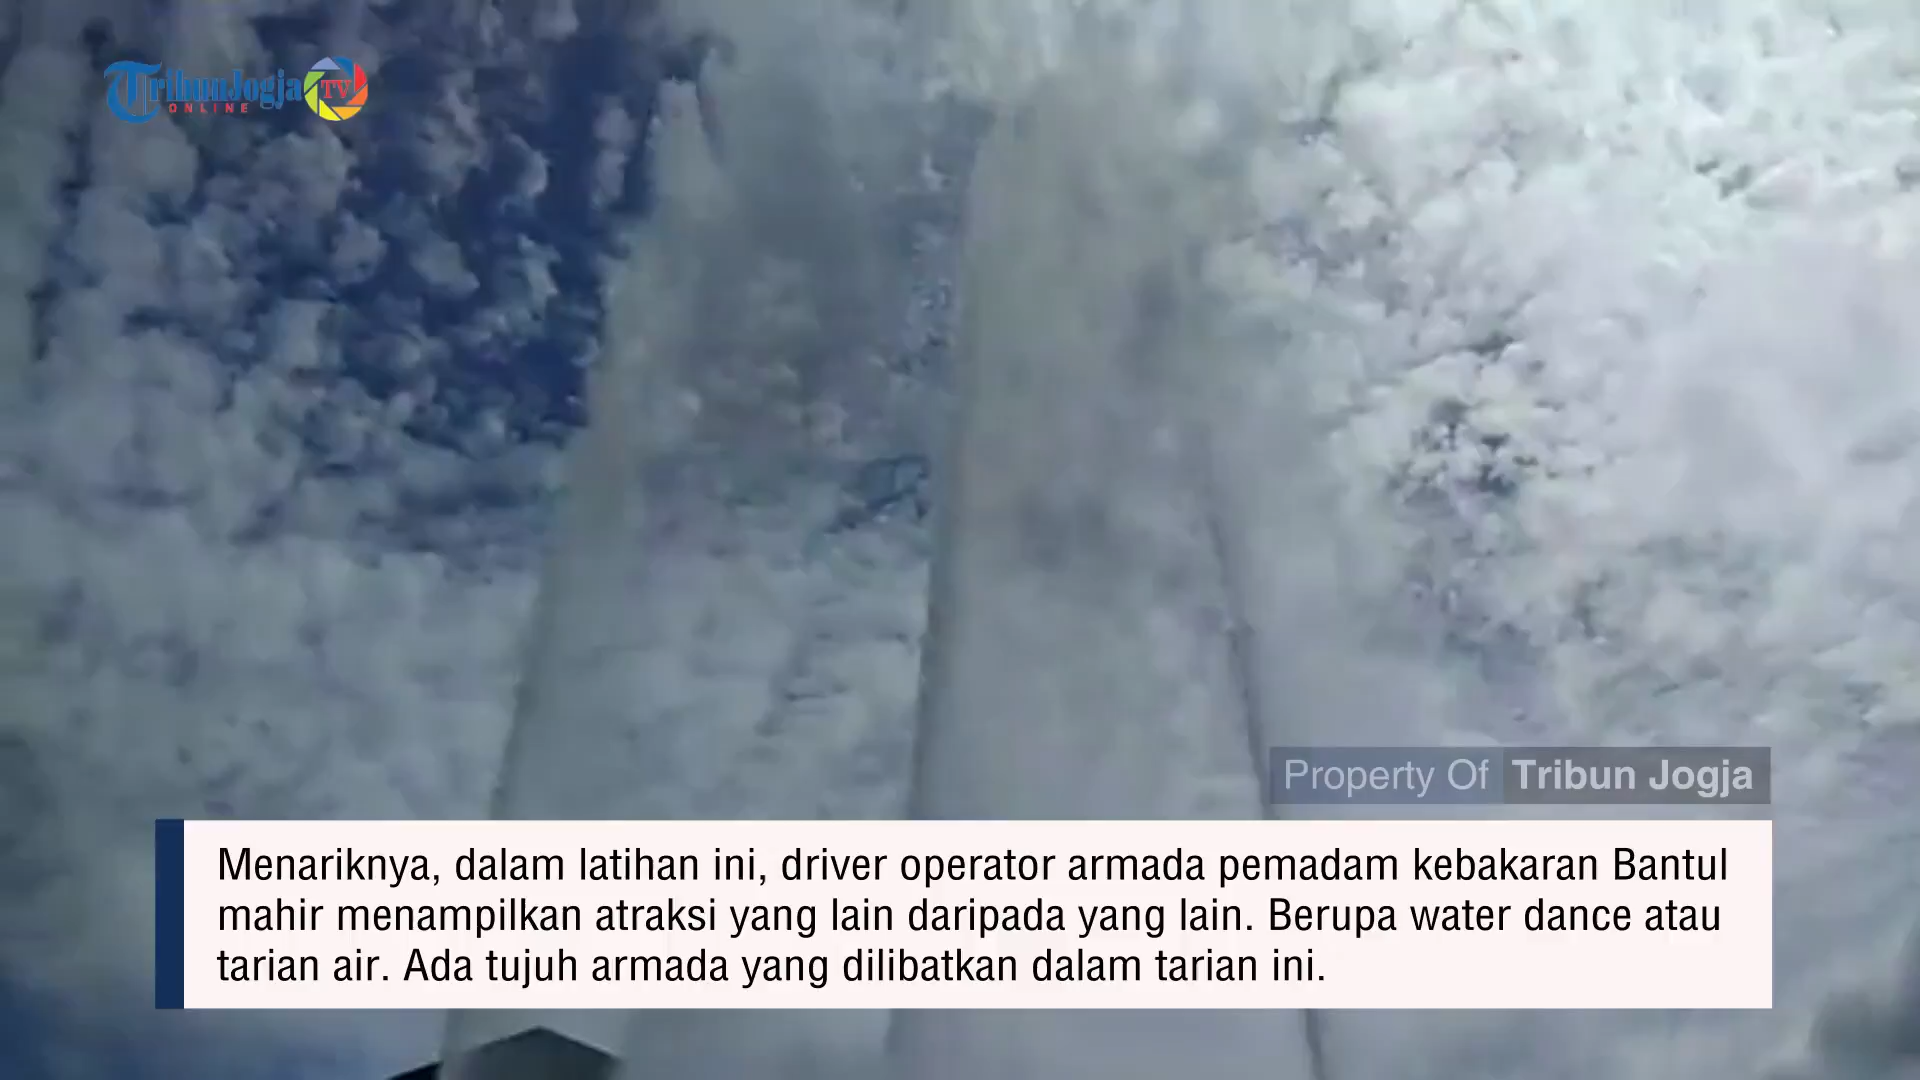 TribunJogja TV
ONLINE
Property Of Tribun Jogja
Menariknya, dalam latihan ini, driver operator armada pemadam kebakaran Bantul
mahir menampilkan atraksi yang lain daripada yang lain. Berupa water dance atau
tarian air. Ada tujuh armada yang dilibatkan dalam tarian ini.